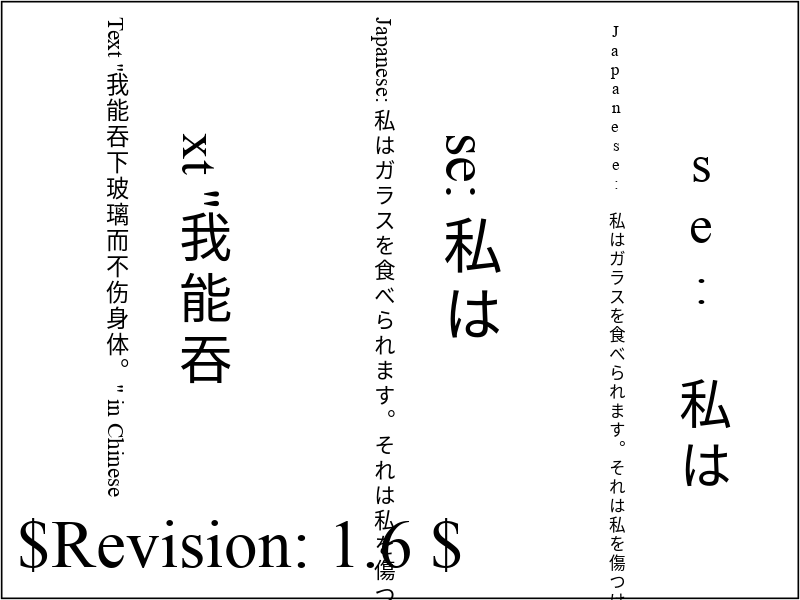 Text "我能吞下玻璃而不伤身体。" in Chinese
xt "我能吞
Japanese: 私はガラスを食べられます。それは私を傷つ
se: 私は
Japanese: 私はガラスを食べられます。それは私を傷つけ
se: 私は
$Revision: 1.6 $